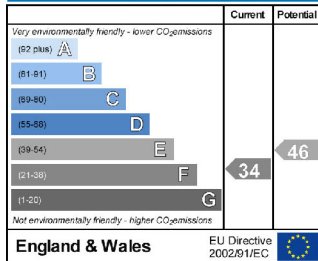 Current Potential
Very environmentally friendly - lower CO2 emissions
(92 plus) A
(81-91) B
(69-80) C
(55-68) D
(39-54) E
46
(21-38) F
34
(1-20) G
Not environmentally friendly - higher CO2 emissions
England & Wales
EU Directive
2002/91/EC